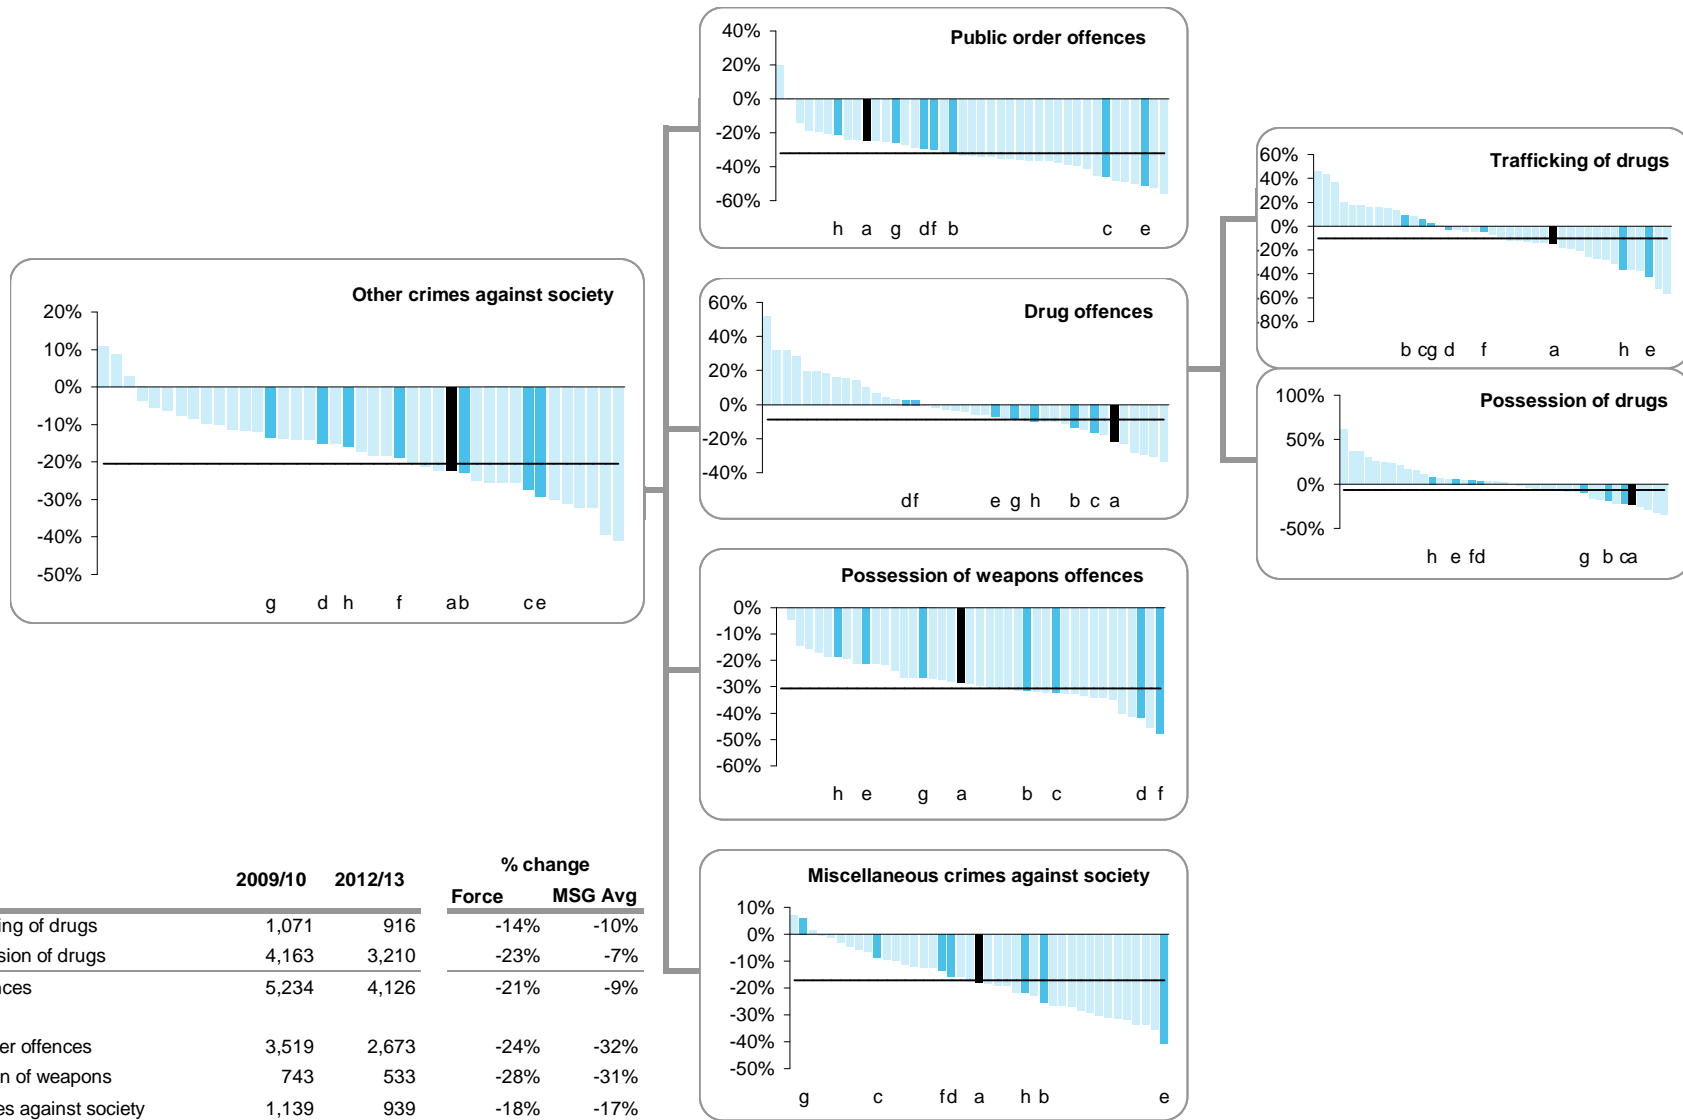 Public order offences
40%
20%
0%
-20%
-40%
-60%
h a g df b c e
Trafficking of drugs
60%
40%
20%
0%
-20%
-40%
-60%
-80%
b cg d f a h e
Other crimes against society
20%
10%
0%
-10%
-20%
-30%
-40%
-50%
g d h f ab c e
Drug offences
60%
40%
20%
0%
-20%
-40%
df e g h b c a
Possession of drugs
100%
50%
0%
-50%
h e fd g b ca
Possession of weapons offences
0%
-10%
-20%
-30%
-40%
-50%
-60%
h e g a b c d f
Miscellaneous crimes against society
10%
0%
-10%
-20%
-30%
-40%
-50%
g c fd a h b e
% change
2009/10 2012/13 Force MSG Avg
ing of drugs 1,071 916 -14% -10%
sion of drugs 4,163 3,210 -23% -7%
nces 5,234 4,126 -21% -9%
er offences 3,519 2,673 -24% -32%
n of weapons 743 533 -28% -31%
es against society 1,139 939 -18% -17%